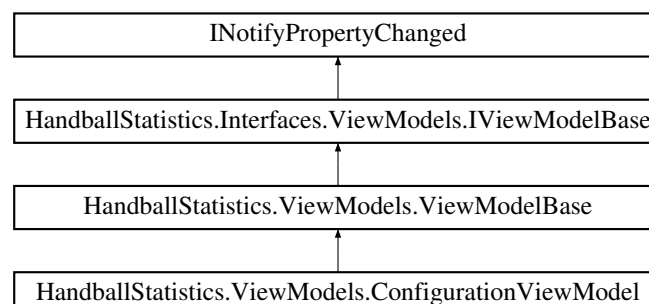 INotifyPropertyChanged
HandballStatistics.Interfaces.ViewModels.IViewModelBase
HandballStatistics.ViewModels.ViewModelBase
HandballStatistics.ViewModels.ConfigurationViewModel